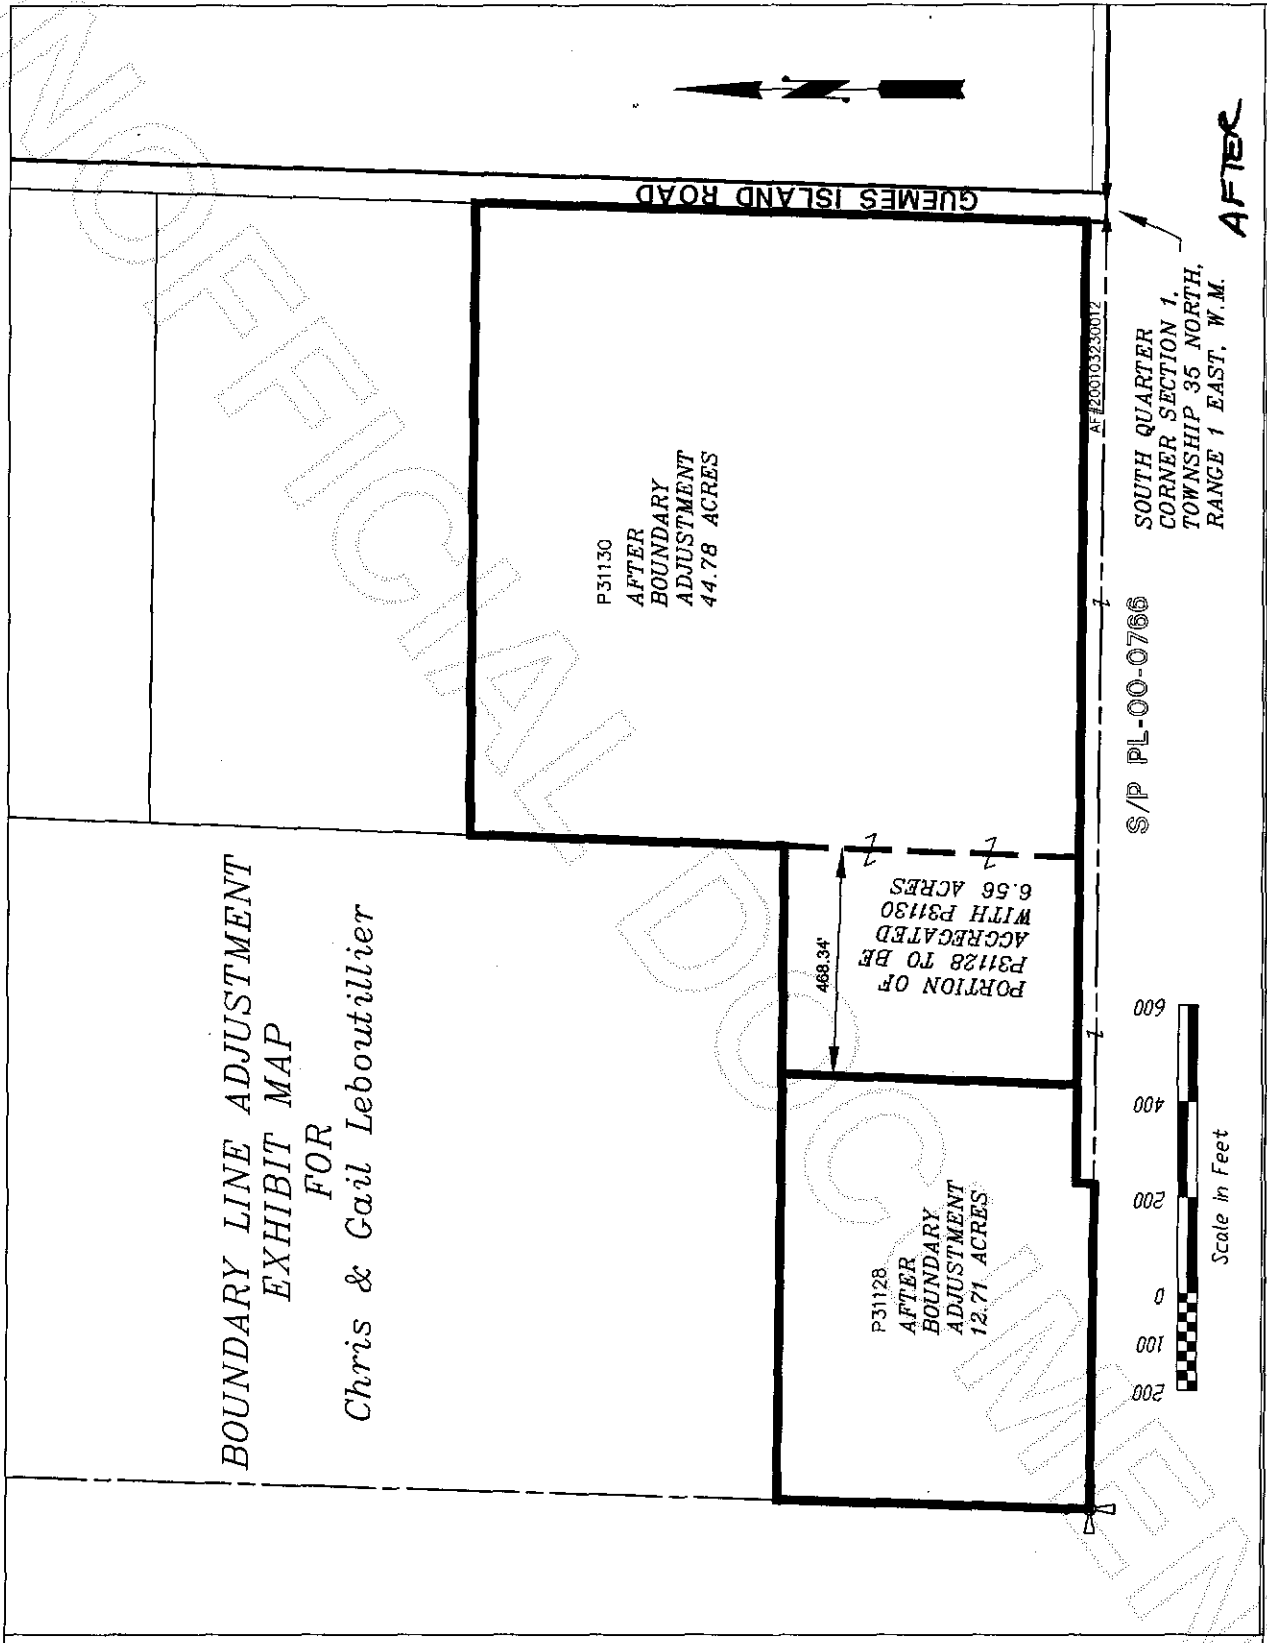 UNOFFICIAL DOCUMEN
BOUNDARY LINE ADJUSTMENT
EXHIBIT MAP
FOR
Chris & Gail Leboutillier
GUEMES ISLAND ROAD
P31130
AFTER
BOUNDARY
ADJUSTMENT
44.78 ACRES
468.34'
PORTION OF
P31128 TO BE
AGGREGATED
WITH P31130
6.56 ACRES
P31128
AFTER
BOUNDARY
ADJUSTMENT
12.71 ACRES
AF#200103230012
SOUTH QUARTER
CORNER SECTION 1,
TOWNSHIP 35 NORTH,
RANGE 1 EAST, W.M.
S/P PL-00-0766
200 100 0 200 400 600
Scale in Feet
AFTER